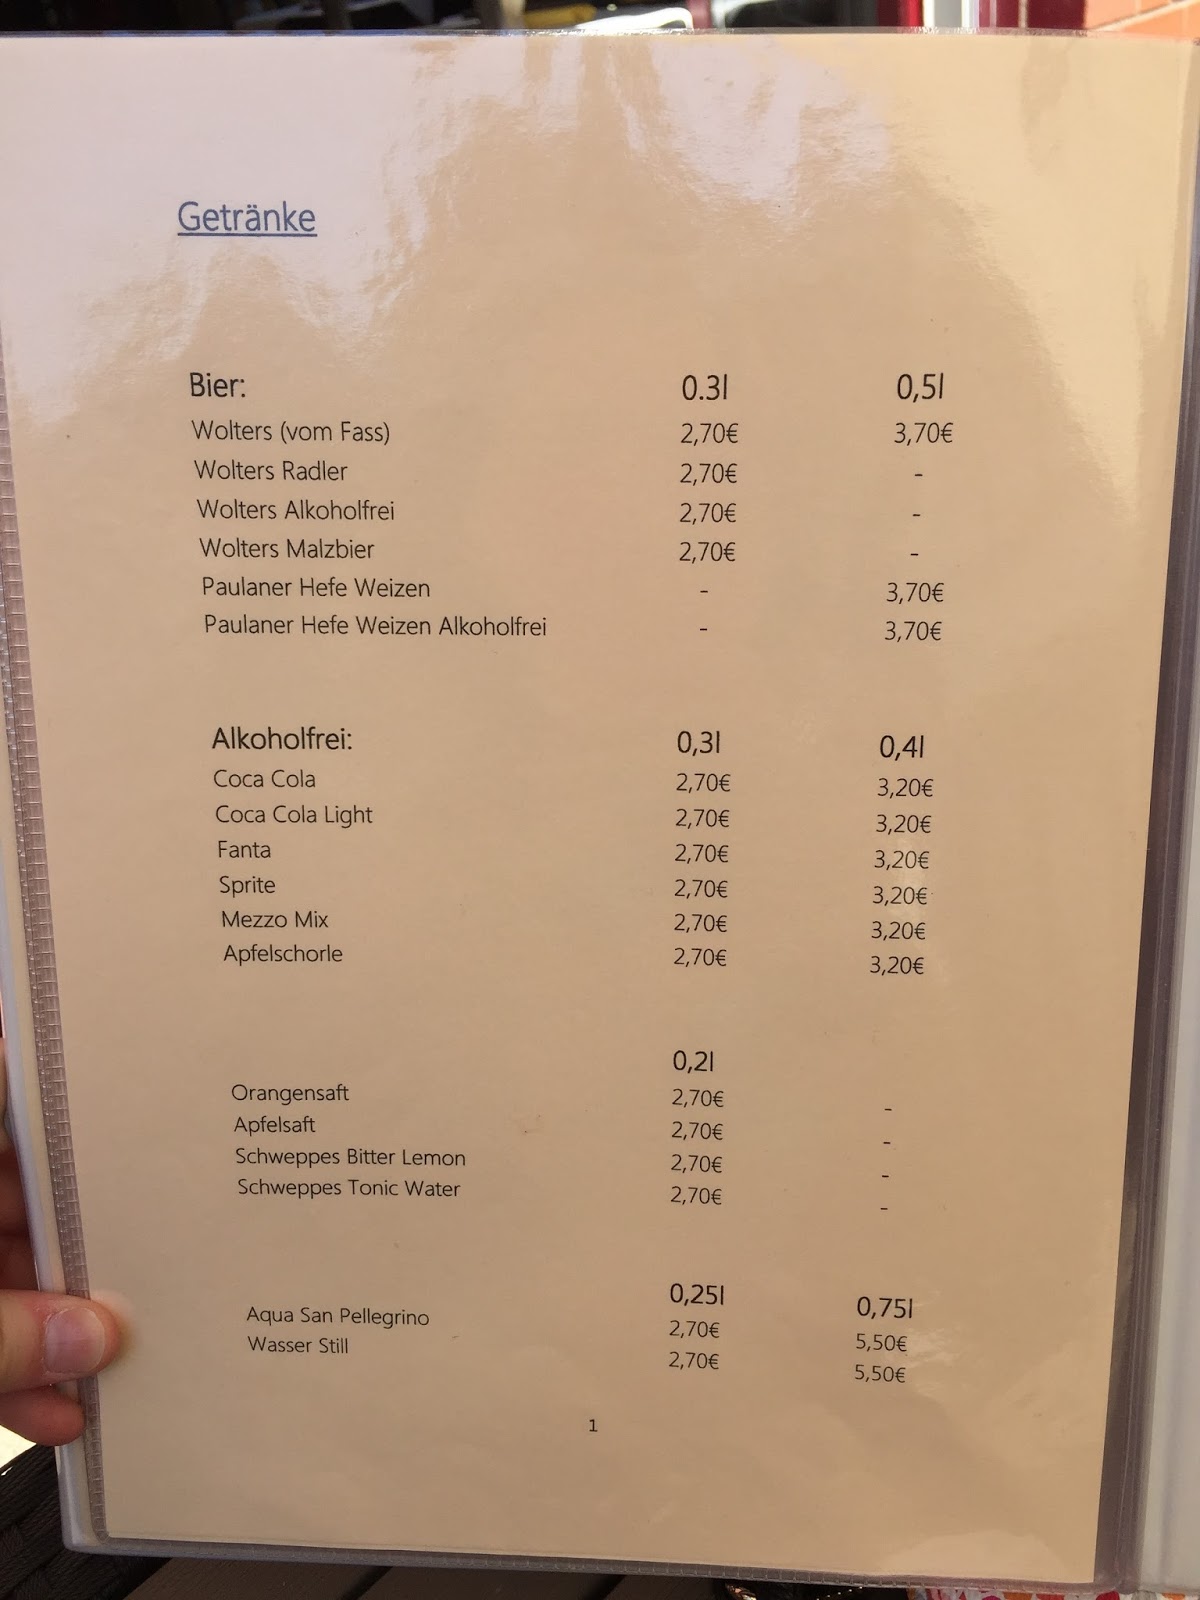 Getränke
Bier: 0.3l 0,5l
Wolters (vom Fass) 2,70€ 3,70€
Wolters Radler 2,70€ -
Wolters Alkoholfrei 2,70€ -
Wolters Malzbier 2,70€ -
Paulaner Hefe Weizen - 3,70€
Paulaner Hefe Weizen Alkoholfrei - 3,70€
Alkoholfrei: 0,3l 0,4l
Coca Cola 2,70€ 3,20€
Coca Cola Light 2,70€ 3,20€
Fanta 2,70€ 3,20€
Sprite 2,70€ 3,20€
Mezzo Mix 2,70€ 3,20€
Apfelschorle 2,70€ 3,20€
0,2l
Orangensaft 2,70€ -
Apfelsaft 2,70€ -
Schweppes Bitter Lemon 2,70€ -
Schweppes Tonic Water 2,70€ -
0,25l 0,75l
Aqua San Pellegrino 2,70€ 5,50€
Wasser Still 2,70€ 5,50€
1